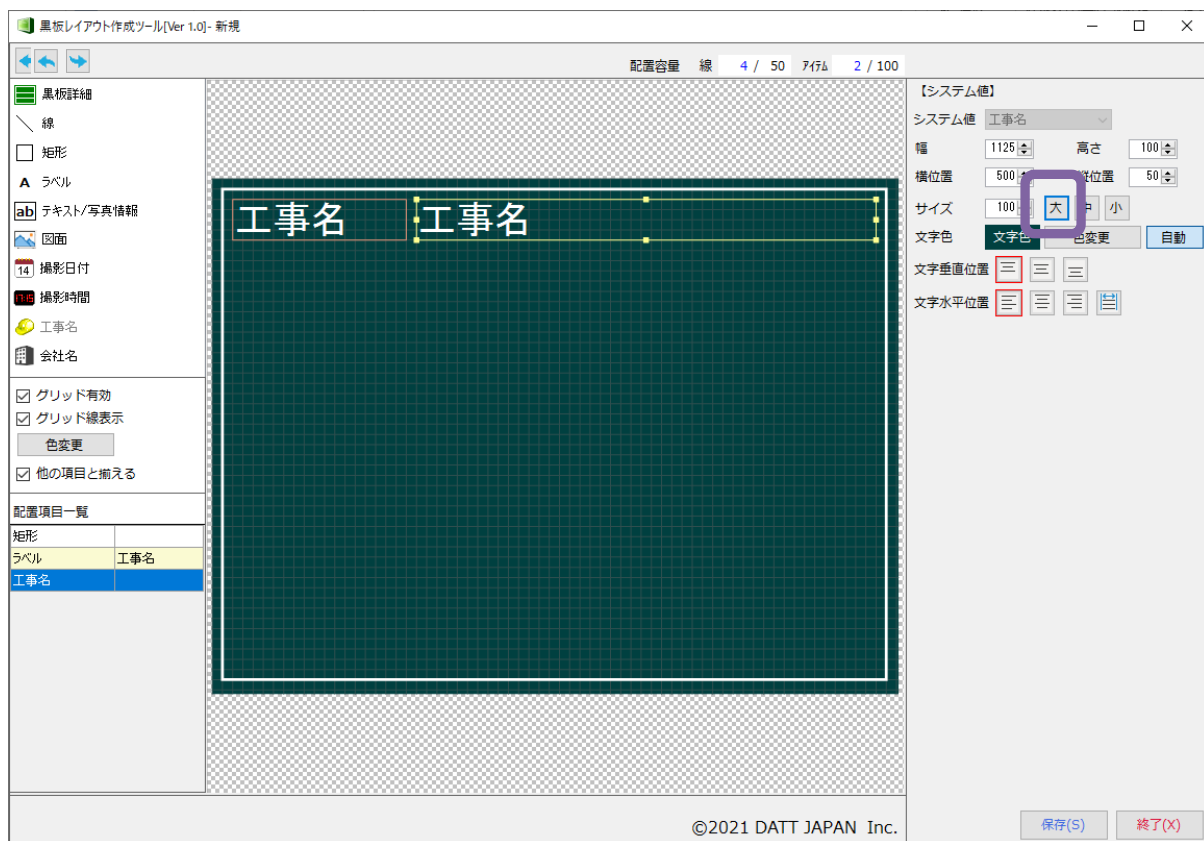 黒板レイアウト作成ツール[Ver 1.0]- 新規
配置容量 線 4 / 50 ｱｲﾃﾑ 2 / 100
黒板詳細
線
矩形
A ラベル
ab テキスト/写真情報
図面
14 撮影日付
17:15 撮影時間
工事名
会社名
グリッド有効
グリッド線表示
色変更
他の項目と揃える
配置項目一覧
矩形
ラベル 工事名
工事名
工事名 工事名
【システム値】
システム値 工事名
幅 1125 高さ 100
横位置 500 縦位置 50
サイズ 100 大 中 小
文字色 文字色 色変更 自動
文字垂直位置
文字水平位置
©2021 DATT JAPAN Inc.
保存(S) 終了(X)